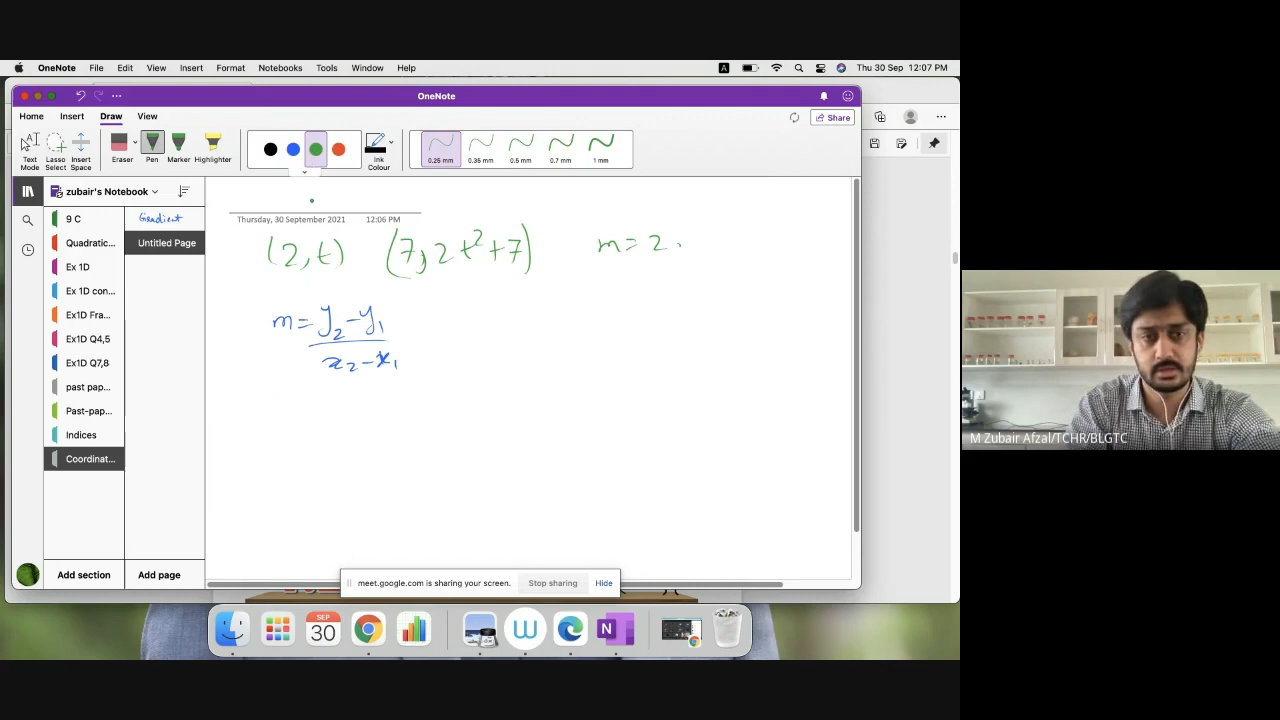 OneNote File Edit View Insert Format Notebooks Tools Window Help A Thu 30 Sep 12:07 PM
OneNote
Home Insert Draw View Share
Text Mode Lasso Select Insert Space Eraser Pen Marker Highlighter Ink Colour 0.25 mm 0.35 mm 0.5 mm 0.7 mm 1 mm
zubair's Notebook
9 C
Quadratic...
Ex 1D
Ex 1D con...
Ex1D Fra...
Ex1D Q4,5
Ex1D Q7,8
past pap...
Past-pap...
Indices
Coordinat...
Gradient
Untitled Page
Thursday, 30 September 2021 12:06 PM
(2, t) (7, 2t²+7) m = 2.
m = y₂ - y₁
x₂ - x₁
Add section Add page
meet.google.com is sharing your screen. Stop sharing Hide
SEP
30
W
N
M Zubair Afzal/TCHR/BLGTC